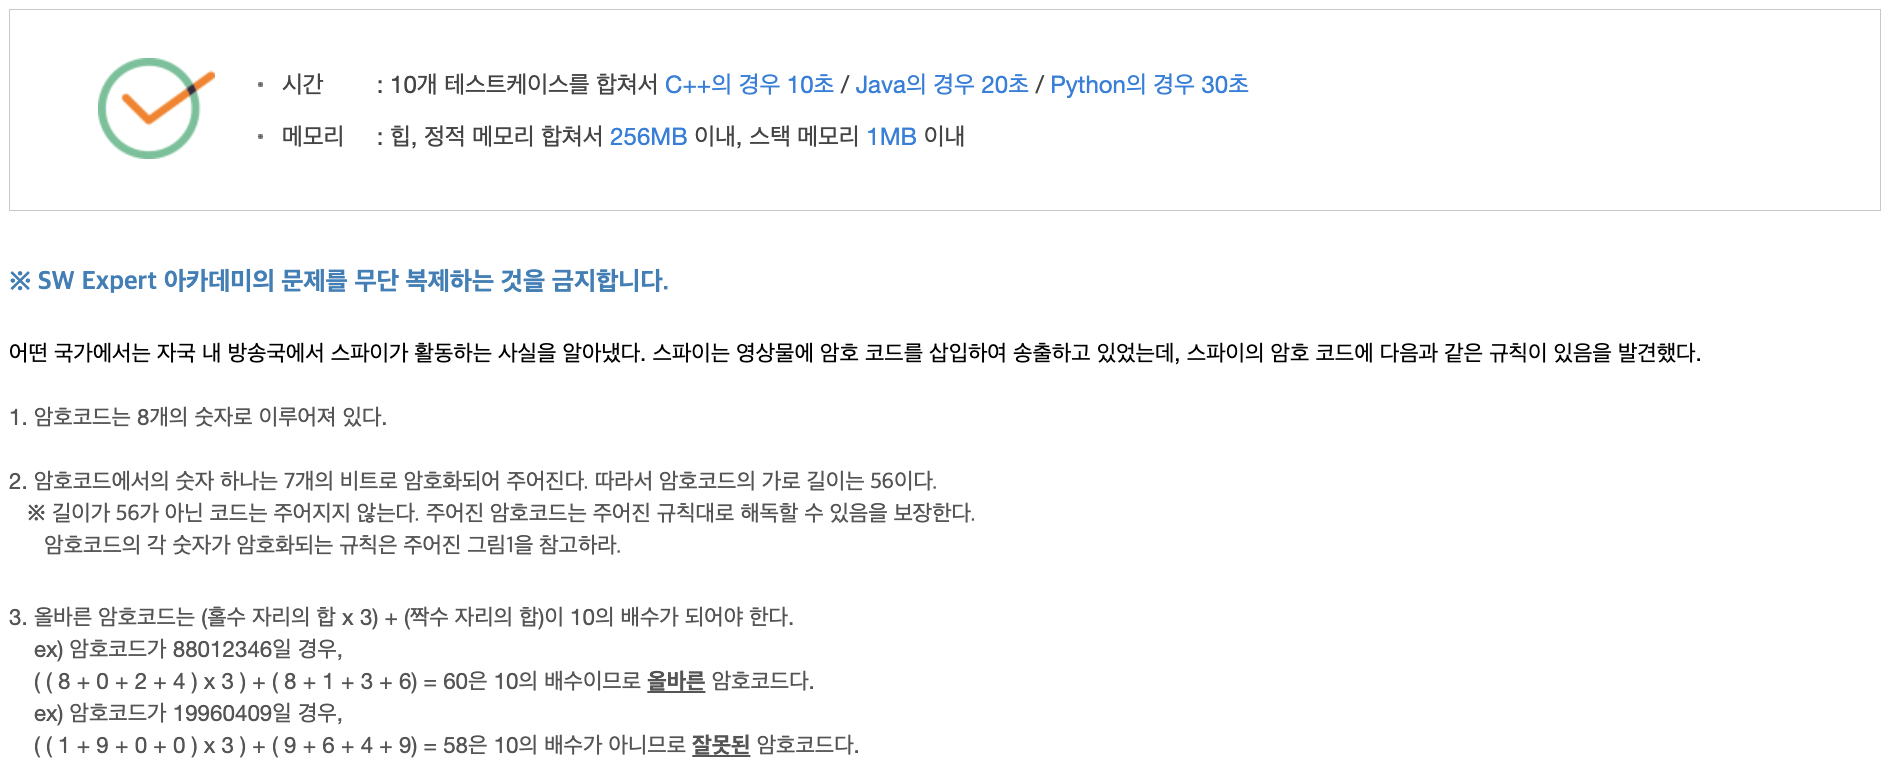 시간 : 10개 테스트케이스를 합쳐서 C++의 경우 10초 / Java의 경우 20초 / Python의 경우 30초
메모리 : 힙, 정적 메모리 합쳐서 256MB 이내, 스택 메모리 1MB 이내
※ SW Expert 아카데미의 문제를 무단 복제하는 것을 금지합니다.
어떤 국가에서는 자국 내 방송국에서 스파이가 활동하는 사실을 알아냈다. 스파이는 영상물에 암호 코드를 삽입하여 송출하고 있었는데, 스파이의 암호 코드에 다음과 같은 규칙이 있음을 발견했다.
1. 암호코드는 8개의 숫자로 이루어져 있다.
2. 암호코드에서의 숫자 하나는 7개의 비트로 암호화되어 주어진다. 따라서 암호코드의 가로 길이는 56이다.
※ 길이가 56가 아닌 코드는 주어지지 않는다. 주어진 암호코드는 주어진 규칙대로 해독할 수 있음을 보장한다.
암호코드의 각 숫자가 암호화되는 규칙은 주어진 그림1을 참고하라.
3. 올바른 암호코드는 (홀수 자리의 합 x 3) + (짝수 자리의 합)이 10의 배수가 되어야 한다.
ex) 암호코드가 88012346일 경우,
( ( 8 + 0 + 2 + 4 ) x 3 ) + ( 8 + 1 + 3 + 6) = 60은 10의 배수이므로 올바른 암호코드다.
ex) 암호코드가 19960409일 경우,
( ( 1 + 9 + 0 + 0 ) x 3 ) + ( 9 + 6 + 4 + 9) = 58은 10의 배수가 아니므로 잘못된 암호코드다.